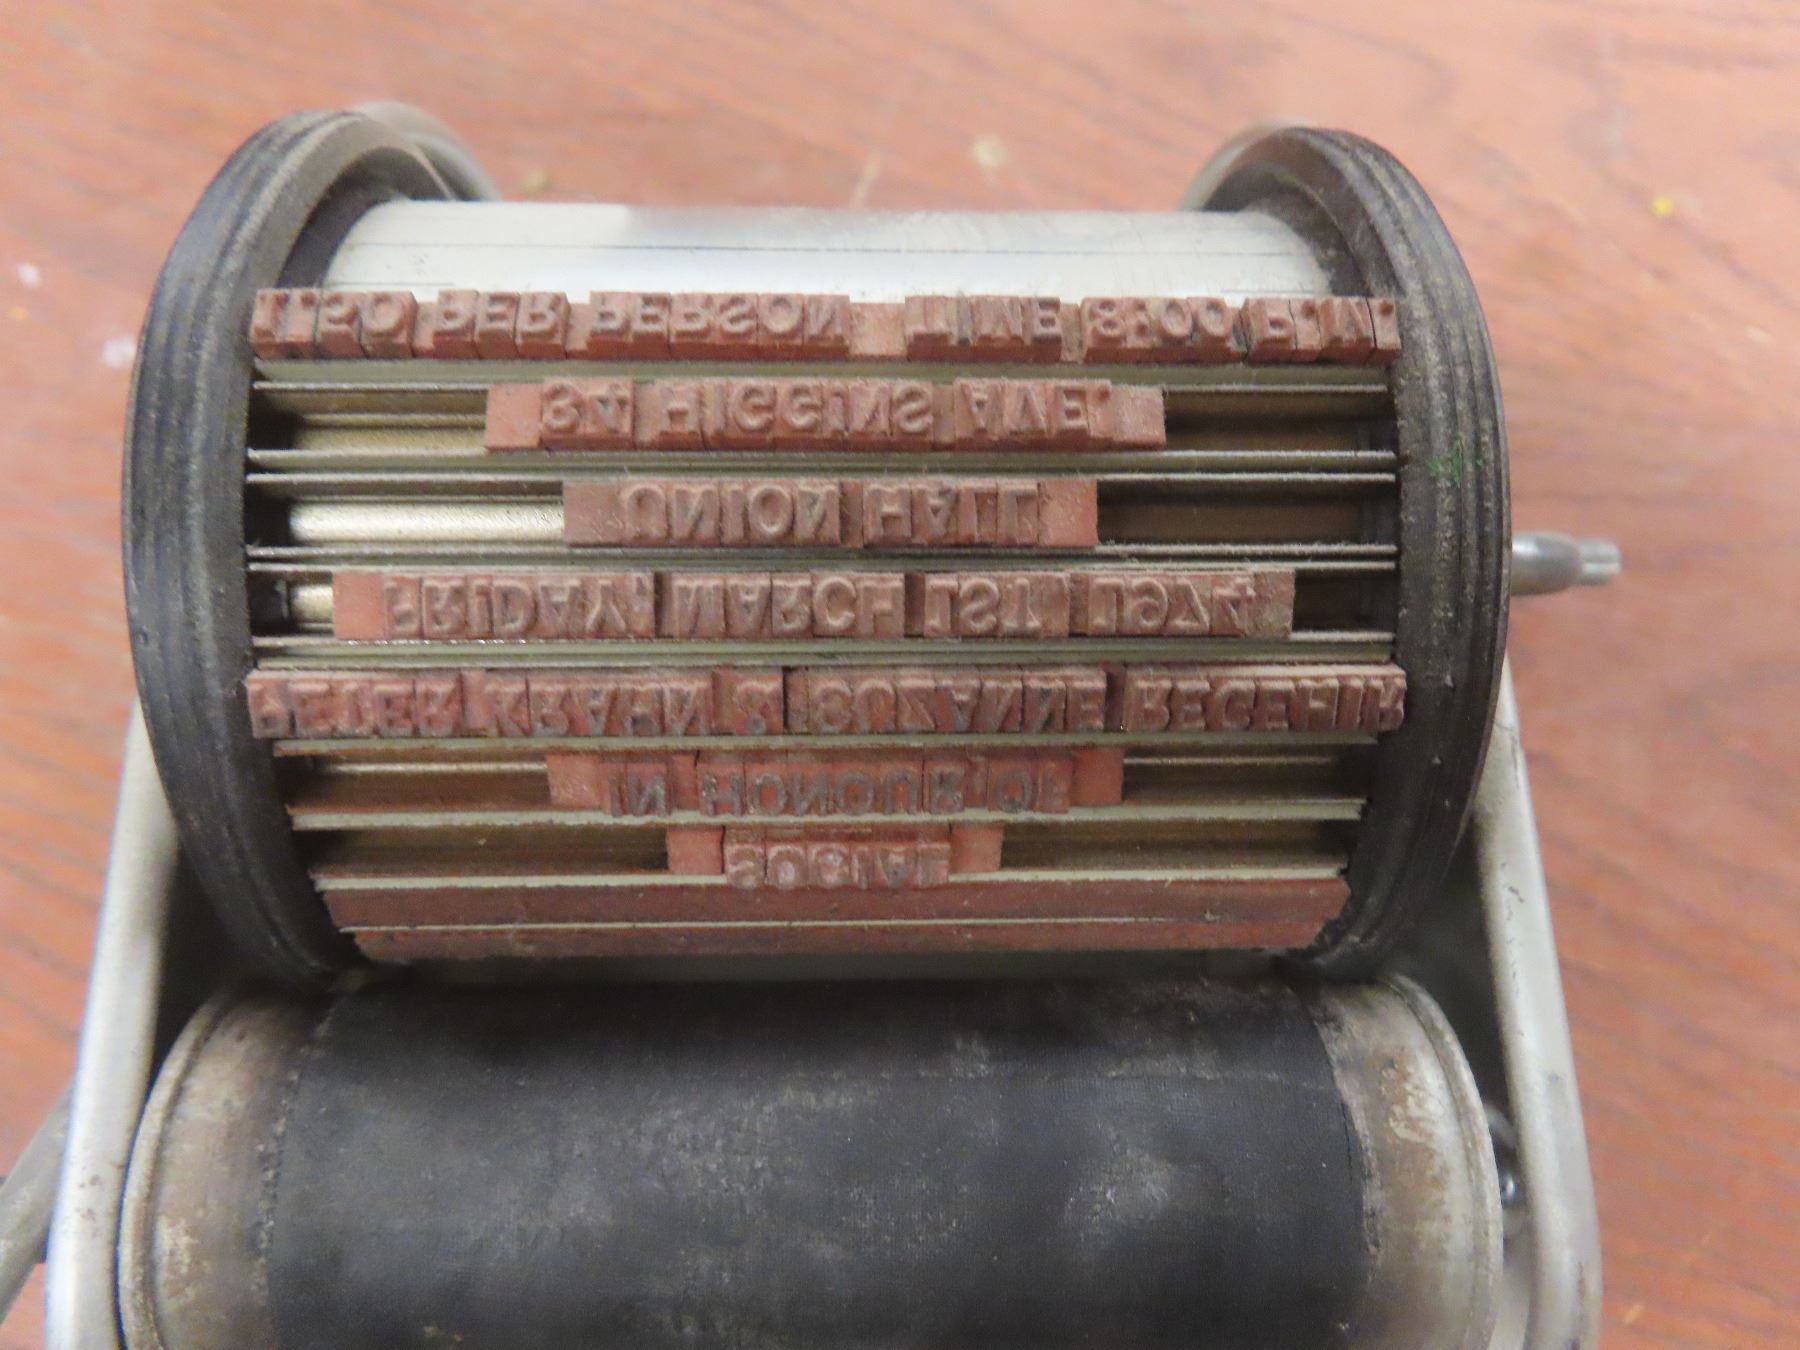 SOCIAL
IN HONOUR OF
PETER KRAHN & SUZANNE
FRIDAY, MARCH 1ST 1974
UNION HALL
34 HIGGINS AVE.
1.50 PER PERSON TIME 8:00 P.M.